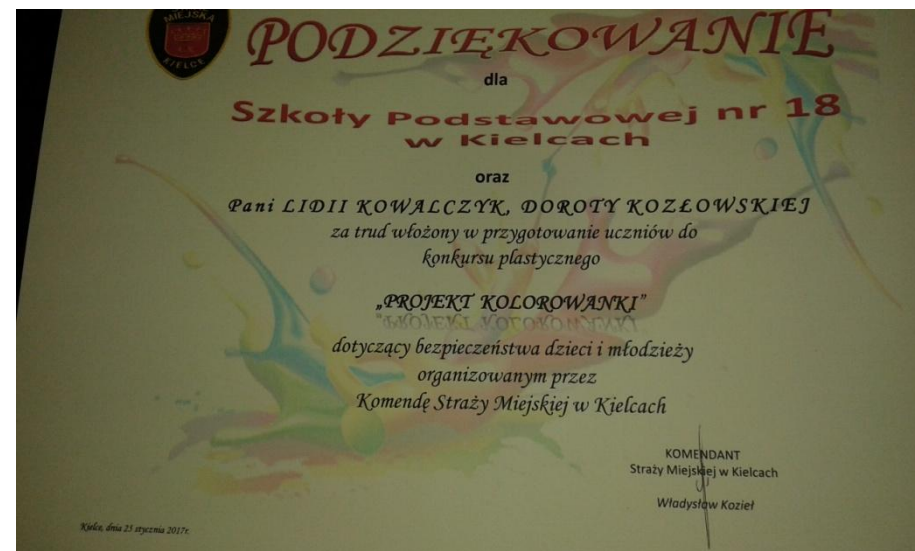 MIEJSKA
KIELCE
PODZIĘKOWANIE
dla
Szkoły Podstawowej nr 18
w Kielcach
oraz
Pani LIDII KOWALCZYK, DOROTY KOZŁOWSKIEJ
za trud włożony w przygotowanie uczniów do
konkursu plastycznego
„PROJEKT KOLOROWANKI”
dotyczący bezpieczeństwa dzieci i młodzieży
organizowanym przez
Komendę Straży Miejskiej w Kielcach
KOMENDANT
Straży Miejskiej w Kielcach
Władysław Kozieł
Kielce, dnia 25 stycznia 2017r.